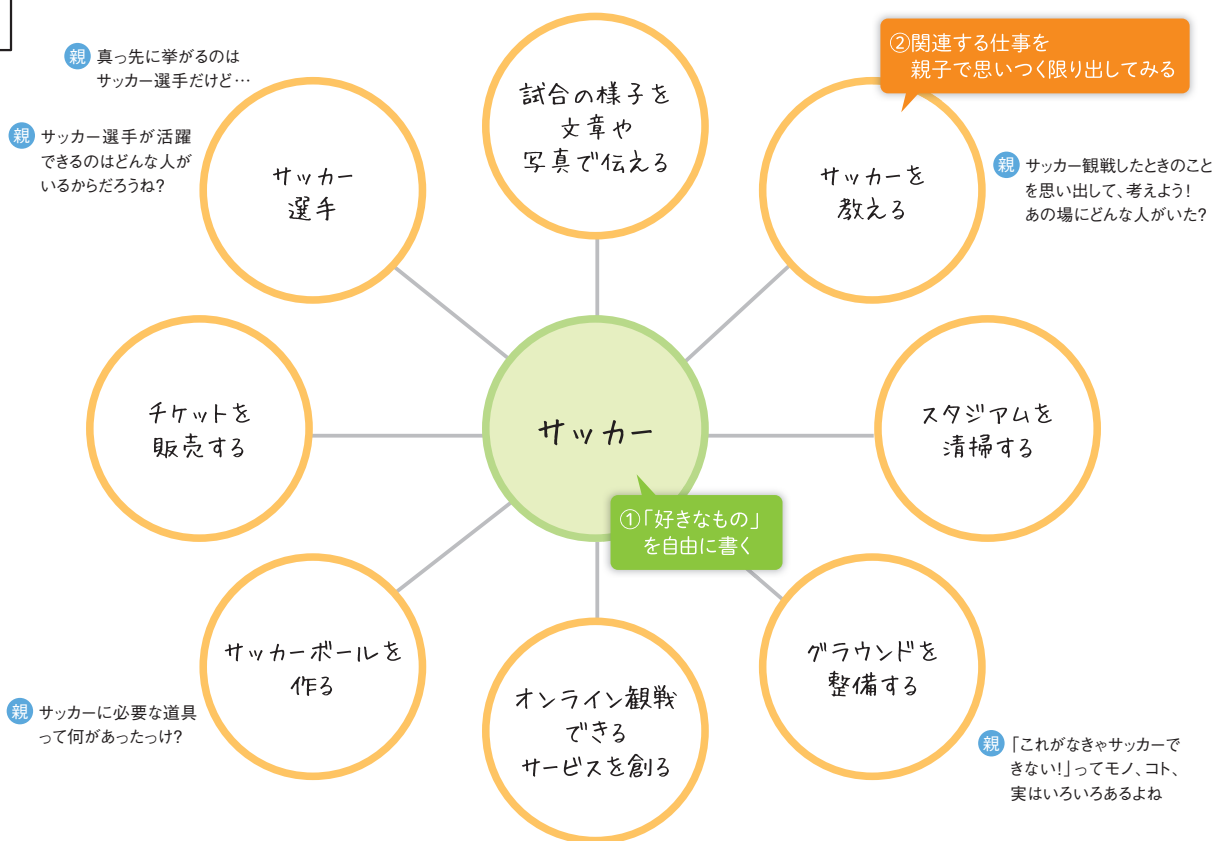 親 真っ先に挙がるのは
サッカー選手だけど…
親 サッカー選手が活躍
できるのはどんな人が
いるからだろうね?
サッカー
選手
試合の様子を
文章や
写真で伝える
②関連する仕事を
親子で思いつく限り出してみる
サッカーを
教える
親 サッカー観戦したときのこと
を思い出して、考えよう!
あの場にどんな人がいた?
チケットを
販売する
サッカー
①「好きなもの」
を自由に書く
スタジアムを
清掃する
サッカーボールを
作る
親 サッカーに必要な道具
って何があったっけ?
オンライン観戦
できる
サービスを創る
グラウンドを
整備する
親 「これがなきゃサッカーで
きない!」ってモノ、コト、
実はいろいろあるよね